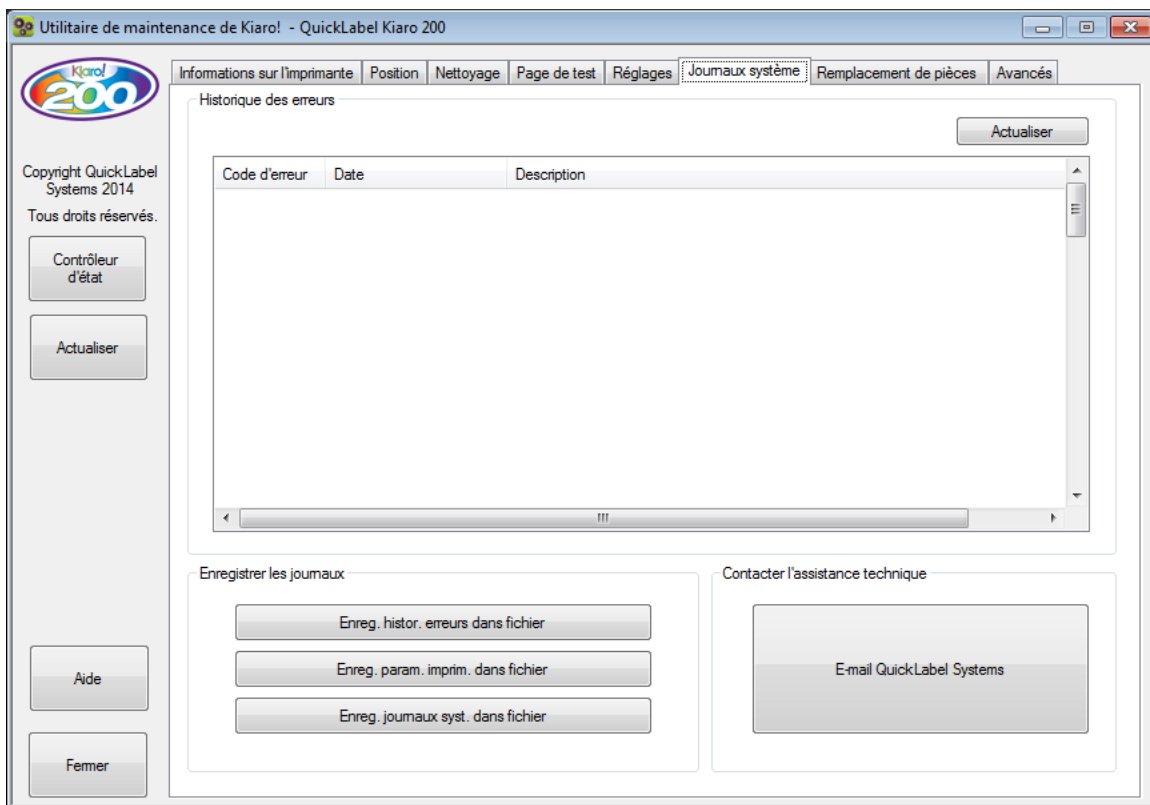 Utilitaire de maintenance de Kiaro! - QuickLabel Kiaro 200
Kiaro!
200
Copyright QuickLabel
Systems 2014
Tous droits réservés.
Contrôleur
d'état
Actualiser
Aide
Fermer
Informations sur l'imprimante Position Nettoyage Page de test Réglages Journaux système Remplacement de pièces Avancés
Historique des erreurs
Actualiser
Code d'erreur Date Description
Enregistrer les journaux
Enreg. histor. erreurs dans fichier
Enreg. param. imprim. dans fichier
Enreg. journaux syst. dans fichier
Contacter l'assistance technique
E-mail QuickLabel Systems